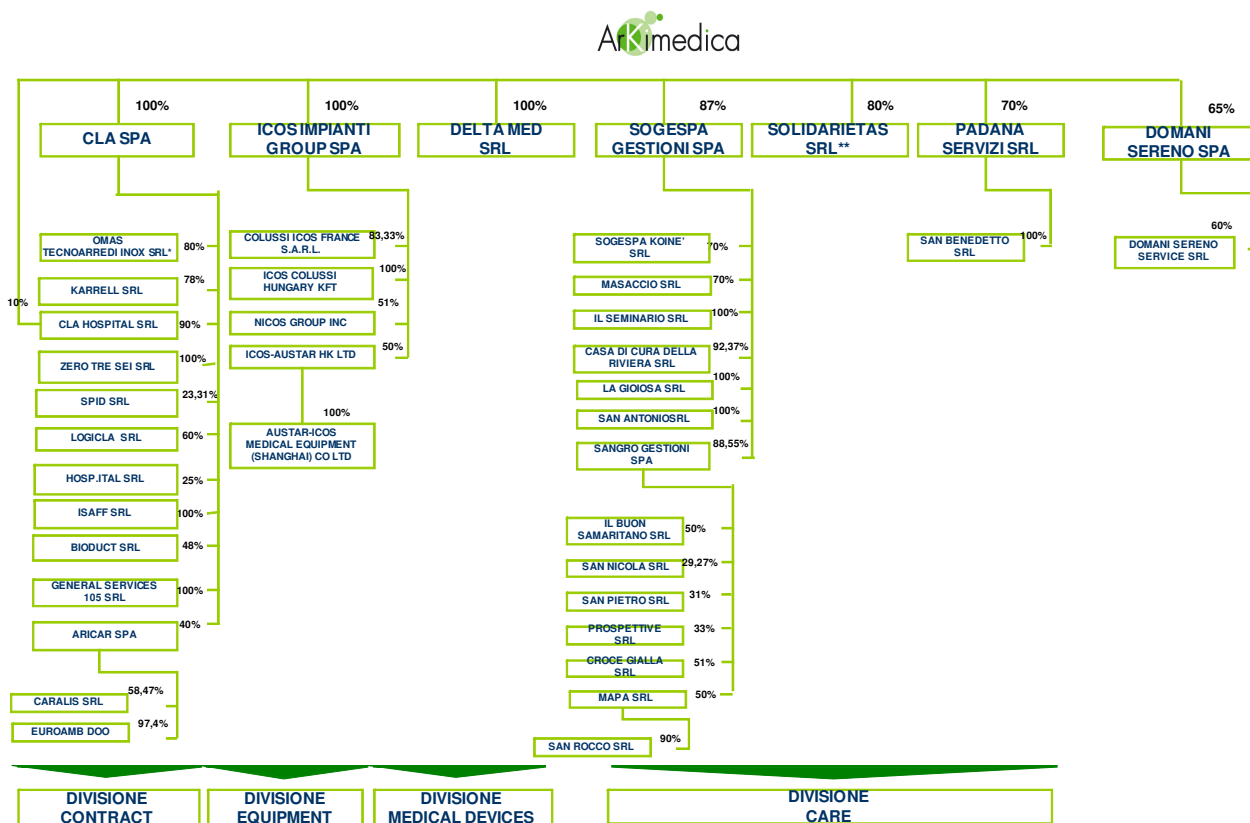 ArKimedica
100%
100%
100%
87%
80%
70%
65%
CLA SPA
ICOS IMPIANTI
GROUP SPA
DELTA MED
SRL
SOGESPA
GESTIONI SPA
SOLIDARIETAS
SRL**
PADANA
SERVIZI SRL
DOMANI
SERENO SPA
OMAS
TECNOARREDI INOX SRL*
80%
KARRELL SRL
78%
10%
CLA HOSPITAL SRL
90%
ZERO TRE SEI SRL
100%
SPID SRL
23,31%
LOGICLA SRL
60%
HOSP.ITAL SRL
25%
ISAFF SRL
100%
BIODUCT SRL
48%
GENERAL SERVICES
105 SRL
100%
ARICAR SPA
40%
CARALIS SRL
58,47%
EUROAMB DOO
97,4%
COLUSSI ICOS FRANCE
S.A.R.L.
83,33%
ICOS COLUSSI
HUNGARY KFT
100%
NICOS GROUP INC
51%
ICOS-AUSTAR HK LTD
50%
100%
AUSTAR-ICOS
MEDICAL EQUIPMENT
(SHANGHAI) CO LTD
SOGESPA KOINE'
SRL
70%
MASACCIO SRL
70%
IL SEMINARIO SRL
100%
CASA DI CURA DELLA
RIVIERA SRL
92,37%
LA GIOIOSA SRL
100%
SAN ANTONIOSRL
100%
SANGRO GESTIONI
SPA
88,55%
IL BUON
SAMARITANO SRL
50%
SAN NICOLA SRL
29,27%
SAN PIETRO SRL
31%
PROSPETTIVE
SRL
33%
CROCE GIALLA
SRL
51%
MAPA SRL
50%
SAN ROCCO SRL
90%
SAN BENEDETTO
SRL
100%
60%
DOMANI SERENO
SERVICE SRL
DIVISIONE
CONTRACT
DIVISIONE
EQUIPMENT
DIVISIONE
MEDICAL DEVICES
DIVISIONE
CARE